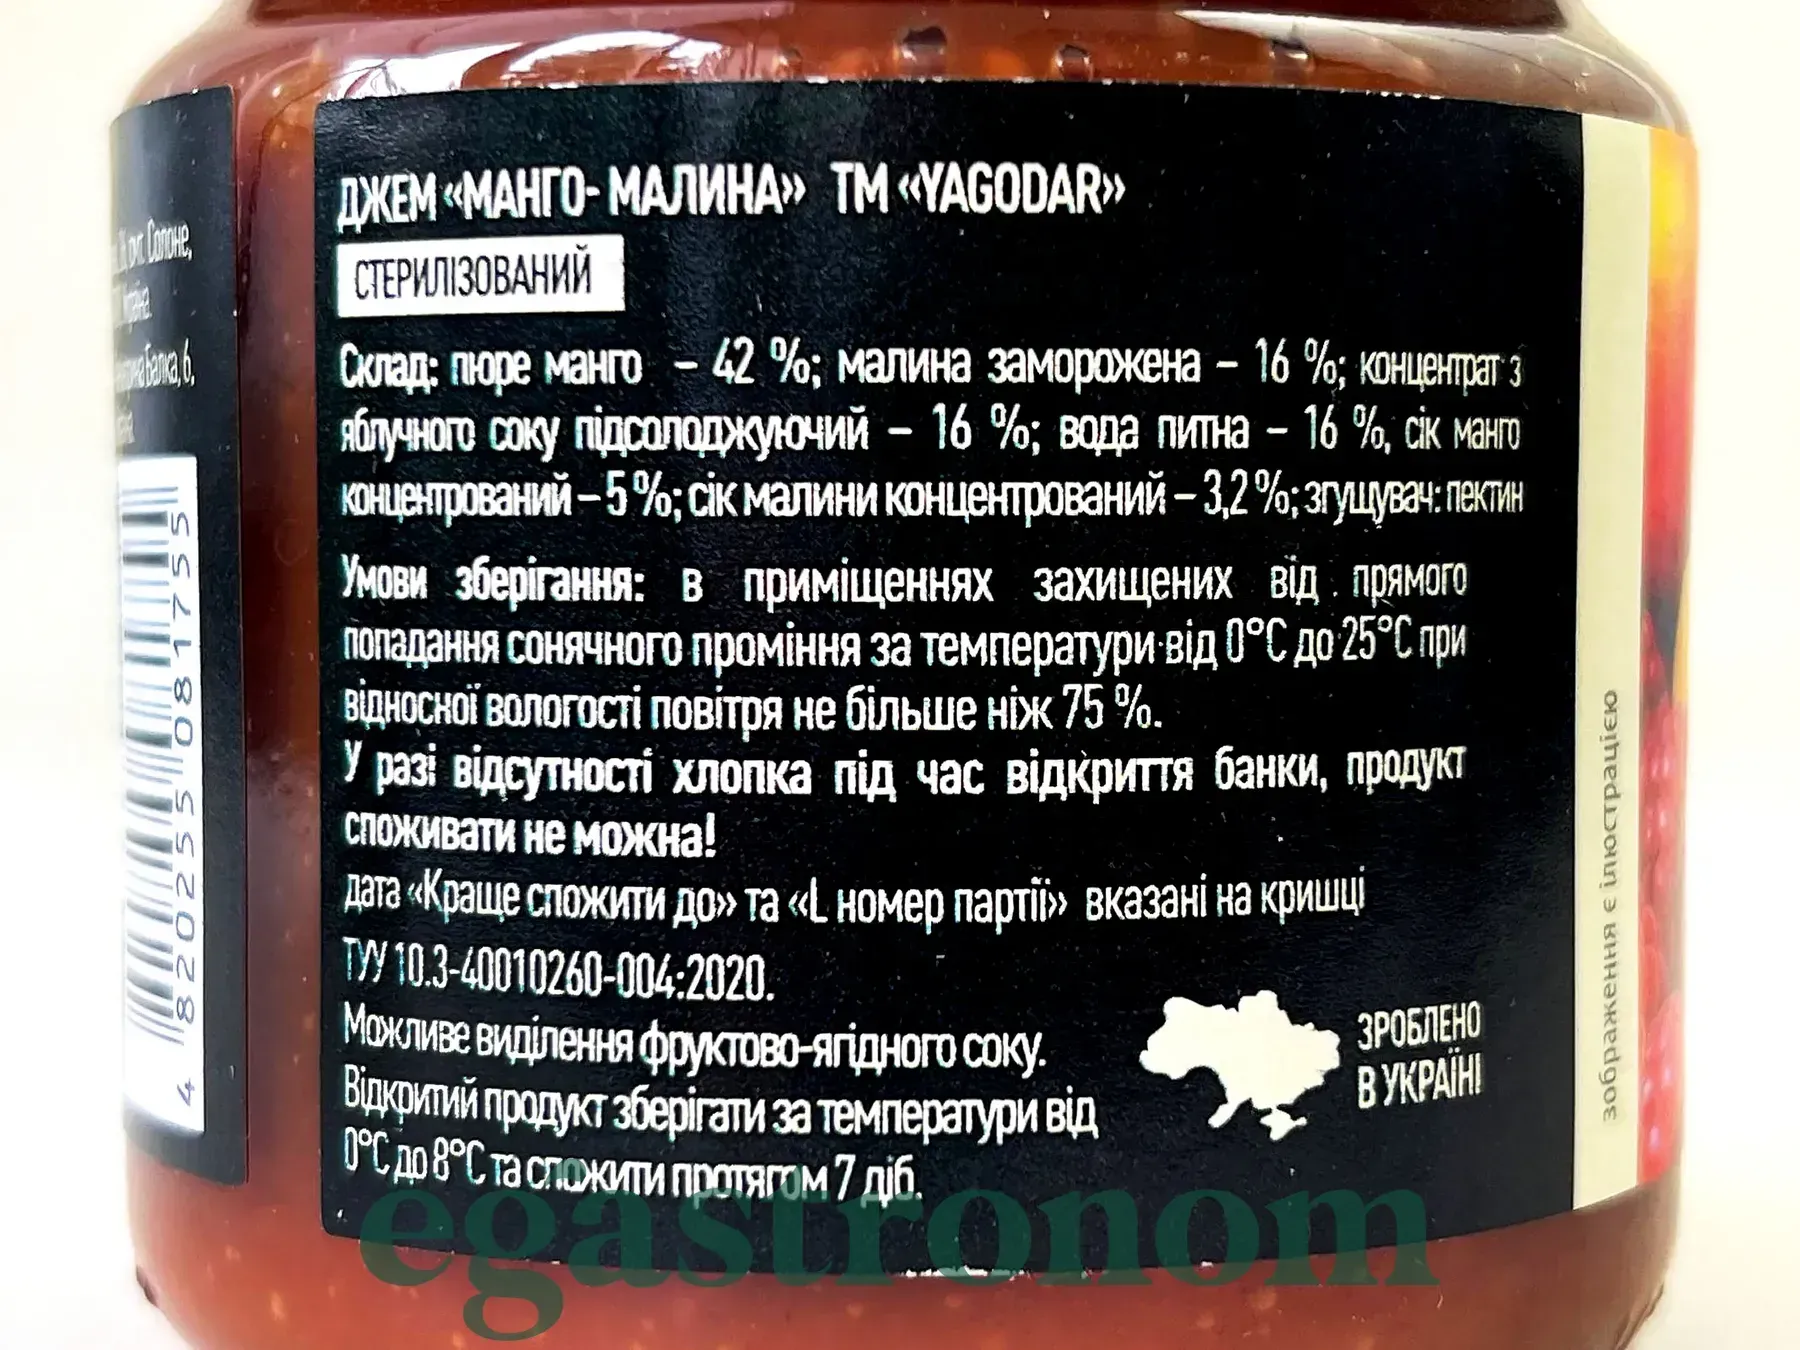 ДЖЕМ «МАНГО- МАЛИНА» ТМ «YAGODAR»
СТЕРИЛІЗОВАНИЙ
Склад: пюре манго – 42 %; малина заморожена – 16 %; концентрат з
яблучного соку підсолоджуючий – 16 %; вода питна – 16 %, сік манго
концентрований – 5 %; сік малини концентрований – 3,2 %; згущувач: пектин
Умови зберігання: в приміщеннях захищених від прямого
попадання сонячного проміння за температури від 0°С до 25°С при
відносної вологості повітря не більше ніж 75 %.
У разі відсутності хлопка під час відкриття банки, продукт
споживати не можна!
дата «Краще спожити до» та «L номер партії» вказані на кришці
ТУУ 10.3-40010260-004:2020.
Можливе виділення фруктово-ягідного соку.
Відкритий продукт зберігати за температури від
0°С до 8°С та спожити протягом 7 діб.
ЗРОБЛЕНО
В УКРАЇНІ
зображення є ілюстрацією
смт. Солоне,
Балка, 6,
4 820255 081755
egastronom